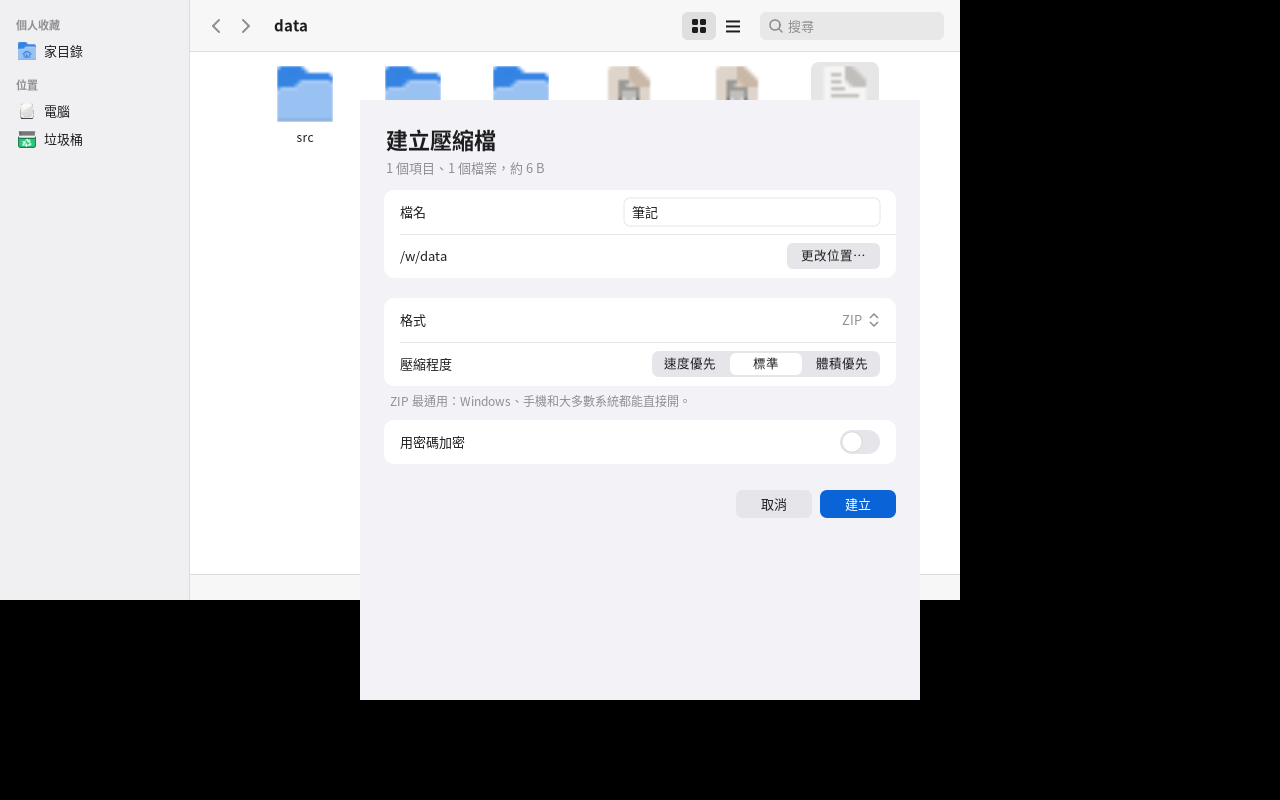 個人收藏
家目錄
位置
電腦
垃圾桶
data
搜尋
src
建立壓縮檔
1 個項目、1 個檔案，約 6 B
檔名
筆記
/w/data
更改位置…
格式
ZIP
壓縮程度
速度優先
標準
體積優先
ZIP 最通用：Windows、手機和大多數系統都能直接開。
用密碼加密
取消
建立